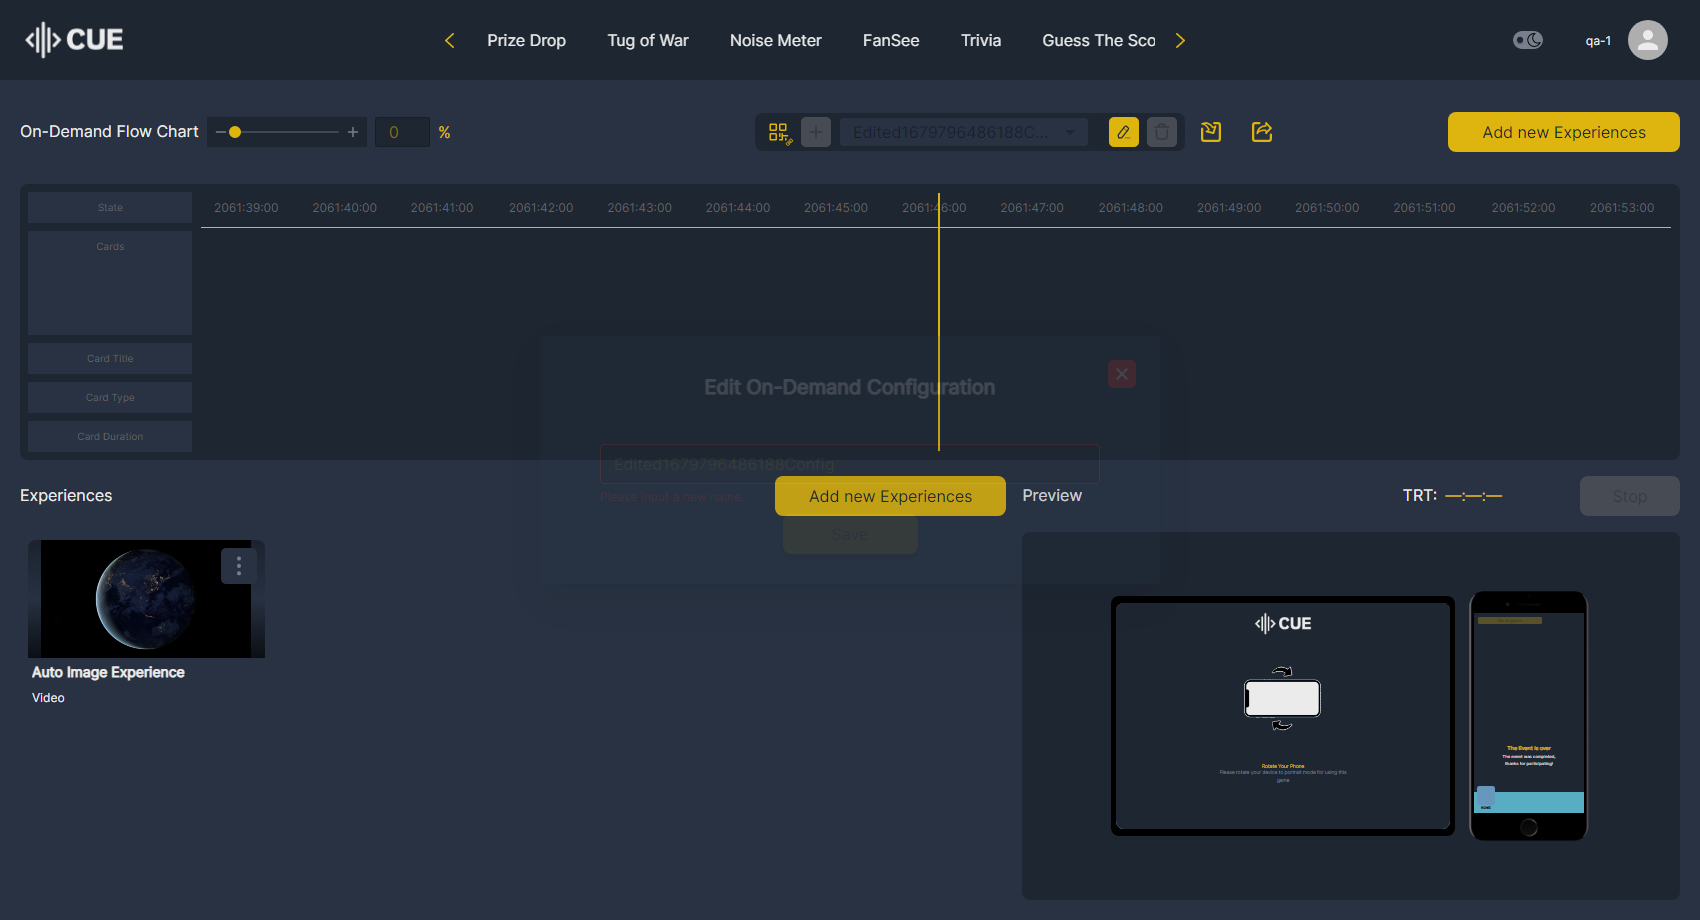 CUE
Prize Drop
Tug of War
Noise Meter
FanSee
Trivia
Guess The Sco
qa-1
On-Demand Flow Chart
0
%
Edited1679796486188C...
Add new Experiences
State
2061:39:00
2061:40:00
2061:41:00
2061:42:00
2061:43:00
2061:44:00
2061:45:00
2061:46:00
2061:47:00
2061:48:00
2061:49:00
2061:50:00
2061:51:00
2061:52:00
2061:53:00
Cards
Card Title
Card Type
Card Duration
Edit On-Demand Configuration
Edited1679796486188Config
Please input a new name.
Save
Experiences
Add new Experiences
Preview
TRT: —:—:—
Stop
Auto Image Experience
Video
CUE
Rotate Your Phone
Please rotate your device to portrait mode for using this
game
The Event is over
The event was completed,
thanks for participating!
HOME